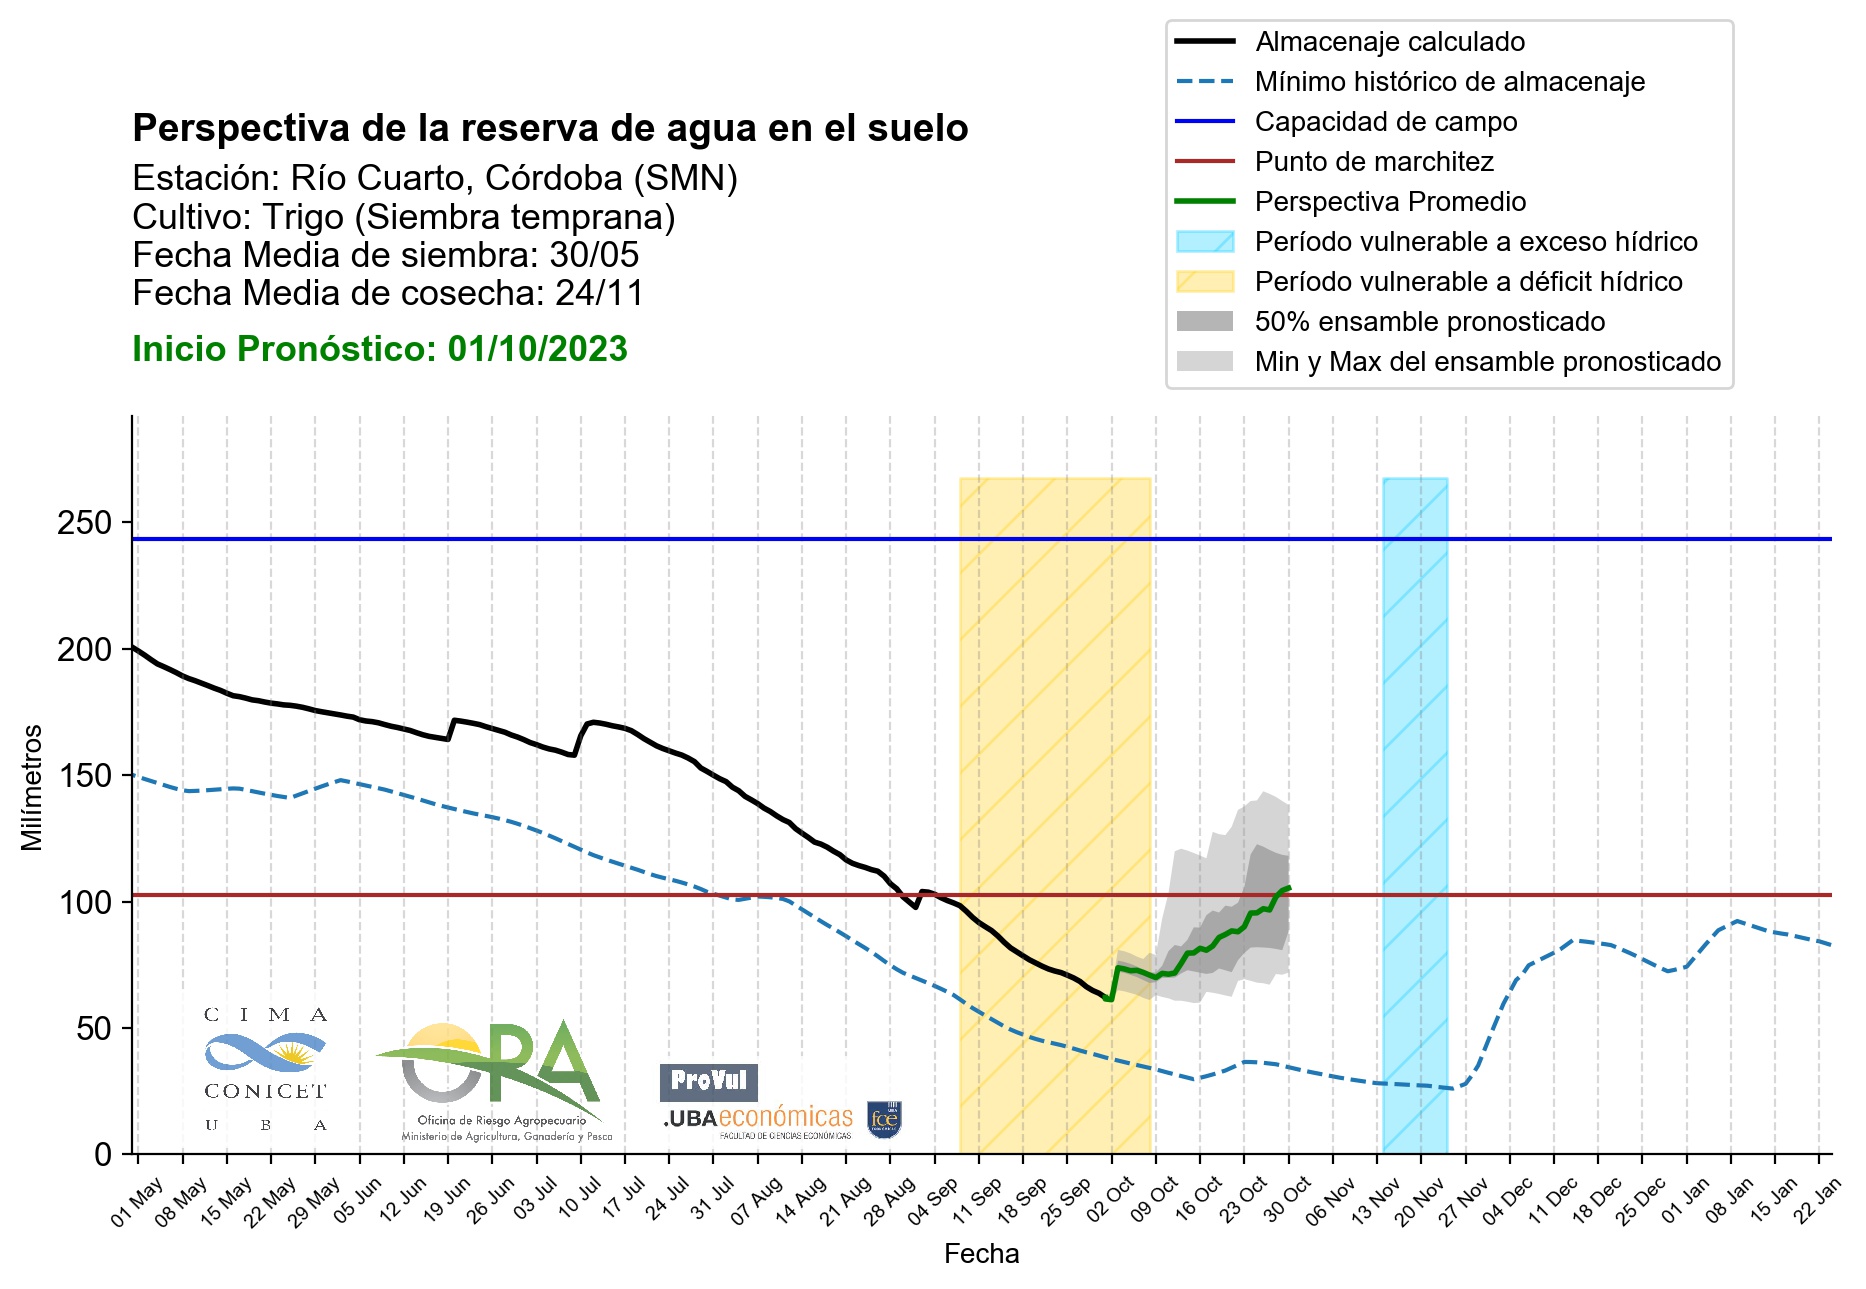 Almacenaje calculado
Mínimo histórico de almacenaje
Capacidad de campo
Punto de marchitez
Perspectiva Promedio
Período vulnerable a exceso hídrico
Período vulnerable a déficit hídrico
50% ensamble pronosticado
Min y Max del ensamble pronosticado
Perspectiva de la reserva de agua en el suelo
Estación: Río Cuarto, Córdoba (SMN)
Cultivo: Trigo (Siembra temprana)
Fecha Media de siembra: 30/05
Fecha Media de cosecha: 24/11
Inicio Pronóstico: 01/10/2023
Milímetros
250
200
150
100
50
0
C I M A
CONICET
U B A
ORA
Oficina de Riesgo Agropecuario
Ministerio de Agricultura, Ganadería y Pesca
ProVul
.UBAeconómicas
FACULTAD DE CIENCIAS ECONÓMICAS
fce
01 May
08 May
15 May
22 May
29 May
05 Jun
12 Jun
19 Jun
26 Jun
03 Jul
10 Jul
17 Jul
24 Jul
31 Jul
07 Aug
14 Aug
21 Aug
28 Aug
04 Sep
11 Sep
18 Sep
25 Sep
02 Oct
09 Oct
16 Oct
23 Oct
30 Oct
06 Nov
13 Nov
20 Nov
27 Nov
04 Dec
11 Dec
18 Dec
25 Dec
01 Jan
08 Jan
15 Jan
22 Jan
Fecha